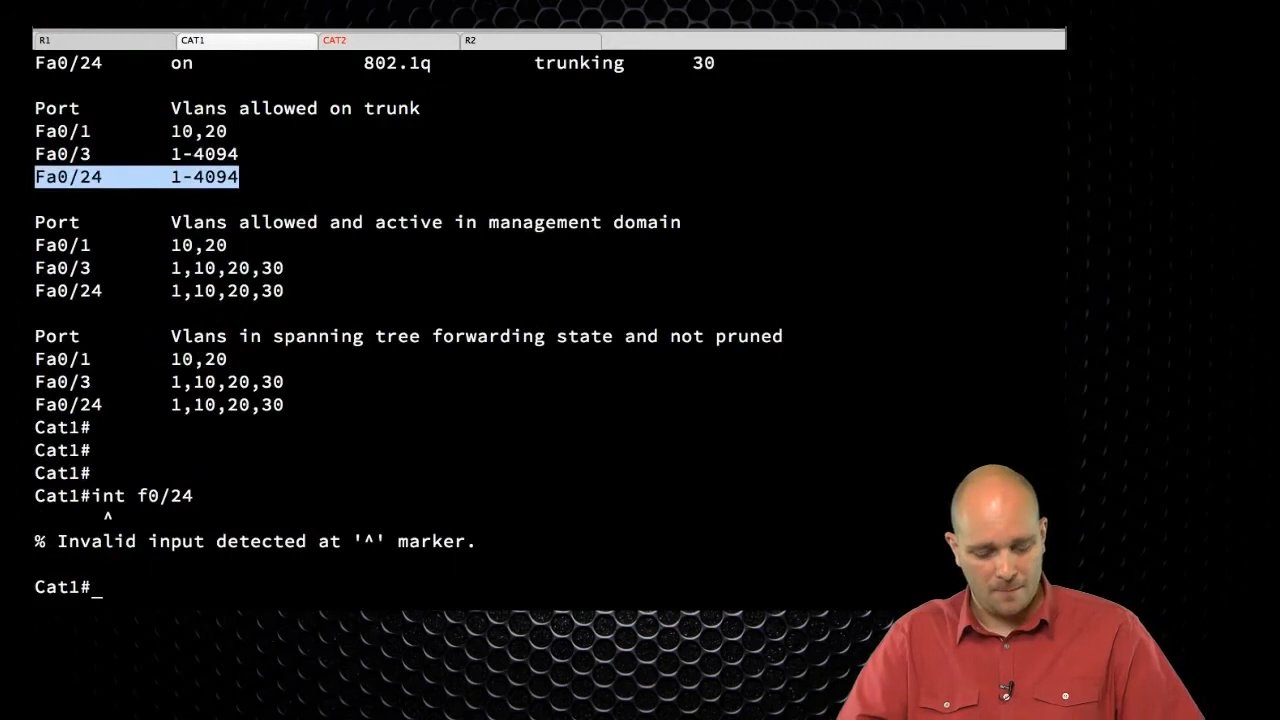 R1 CAT1 CAT2 R2
Fa0/24 on 802.1q trunking 30
Port Vlans allowed on trunk
Fa0/1 10,20
Fa0/3 1-4094
Fa0/24 1-4094
Port Vlans allowed and active in management domain
Fa0/1 10,20
Fa0/3 1,10,20,30
Fa0/24 1,10,20,30
Port Vlans in spanning tree forwarding state and not pruned
Fa0/1 10,20
Fa0/3 1,10,20,30
Fa0/24 1,10,20,30
Cat1#
Cat1#
Cat1#
Cat1#int f0/24
^
% Invalid input detected at '^' marker.
Cat1#_